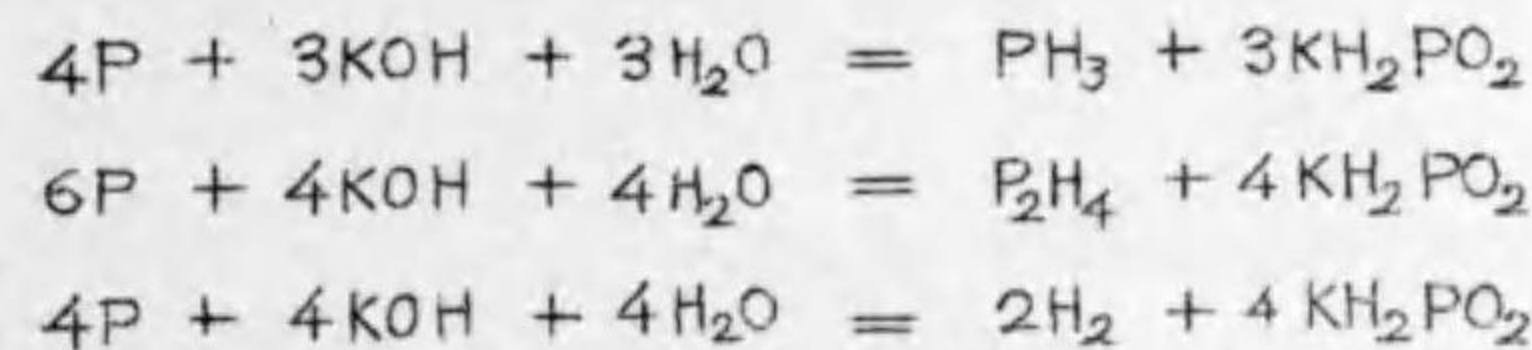 4P + 3KOH + 3H₂O = PH₃ + 3KH₂PO₂
6P + 4KOH + 4H₂O = P₂H₄ + 4KH₂PO₂
4P + 4KOH + 4H₂O = 2H₂ + 4KH₂PO₂